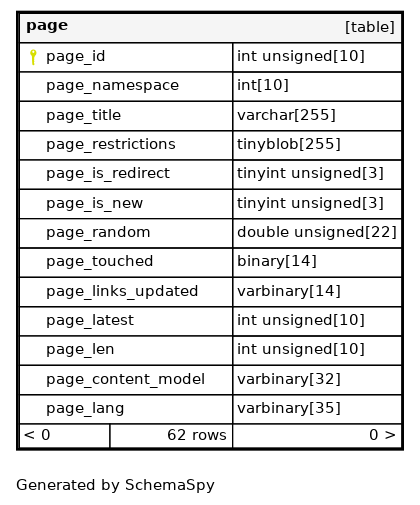 page [table]
page_id int unsigned[10]
page_namespace int[10]
page_title varchar[255]
page_restrictions tinyblob[255]
page_is_redirect tinyint unsigned[3]
page_is_new tinyint unsigned[3]
page_random double unsigned[22]
page_touched binary[14]
page_links_updated varbinary[14]
page_latest int unsigned[10]
page_len int unsigned[10]
page_content_model varbinary[32]
page_lang varbinary[35]
< 0 62 rows 0 >
Generated by SchemaSpy